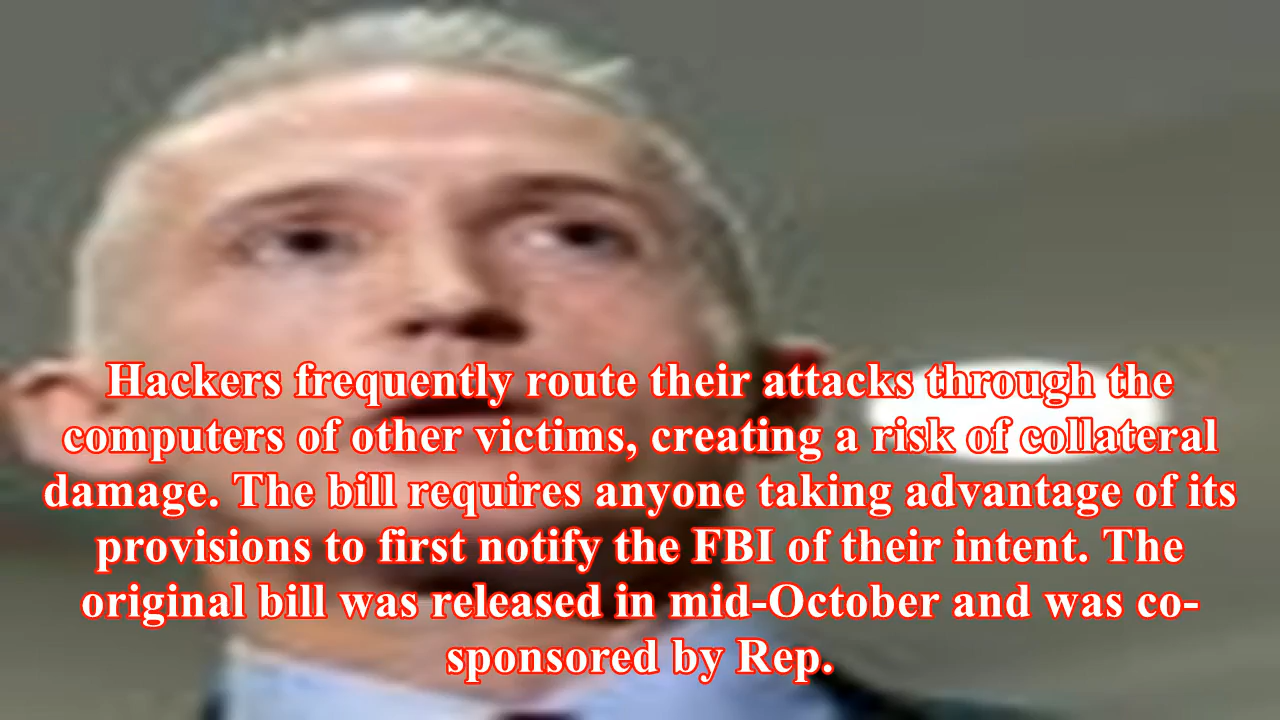 Hackers frequently route their attacks through the
computers of other victims, creating a risk of collateral
damage. The bill requires anyone taking advantage of its
provisions to first notify the FBI of their intent. The
original bill was released in mid-October and was co-
sponsored by Rep.